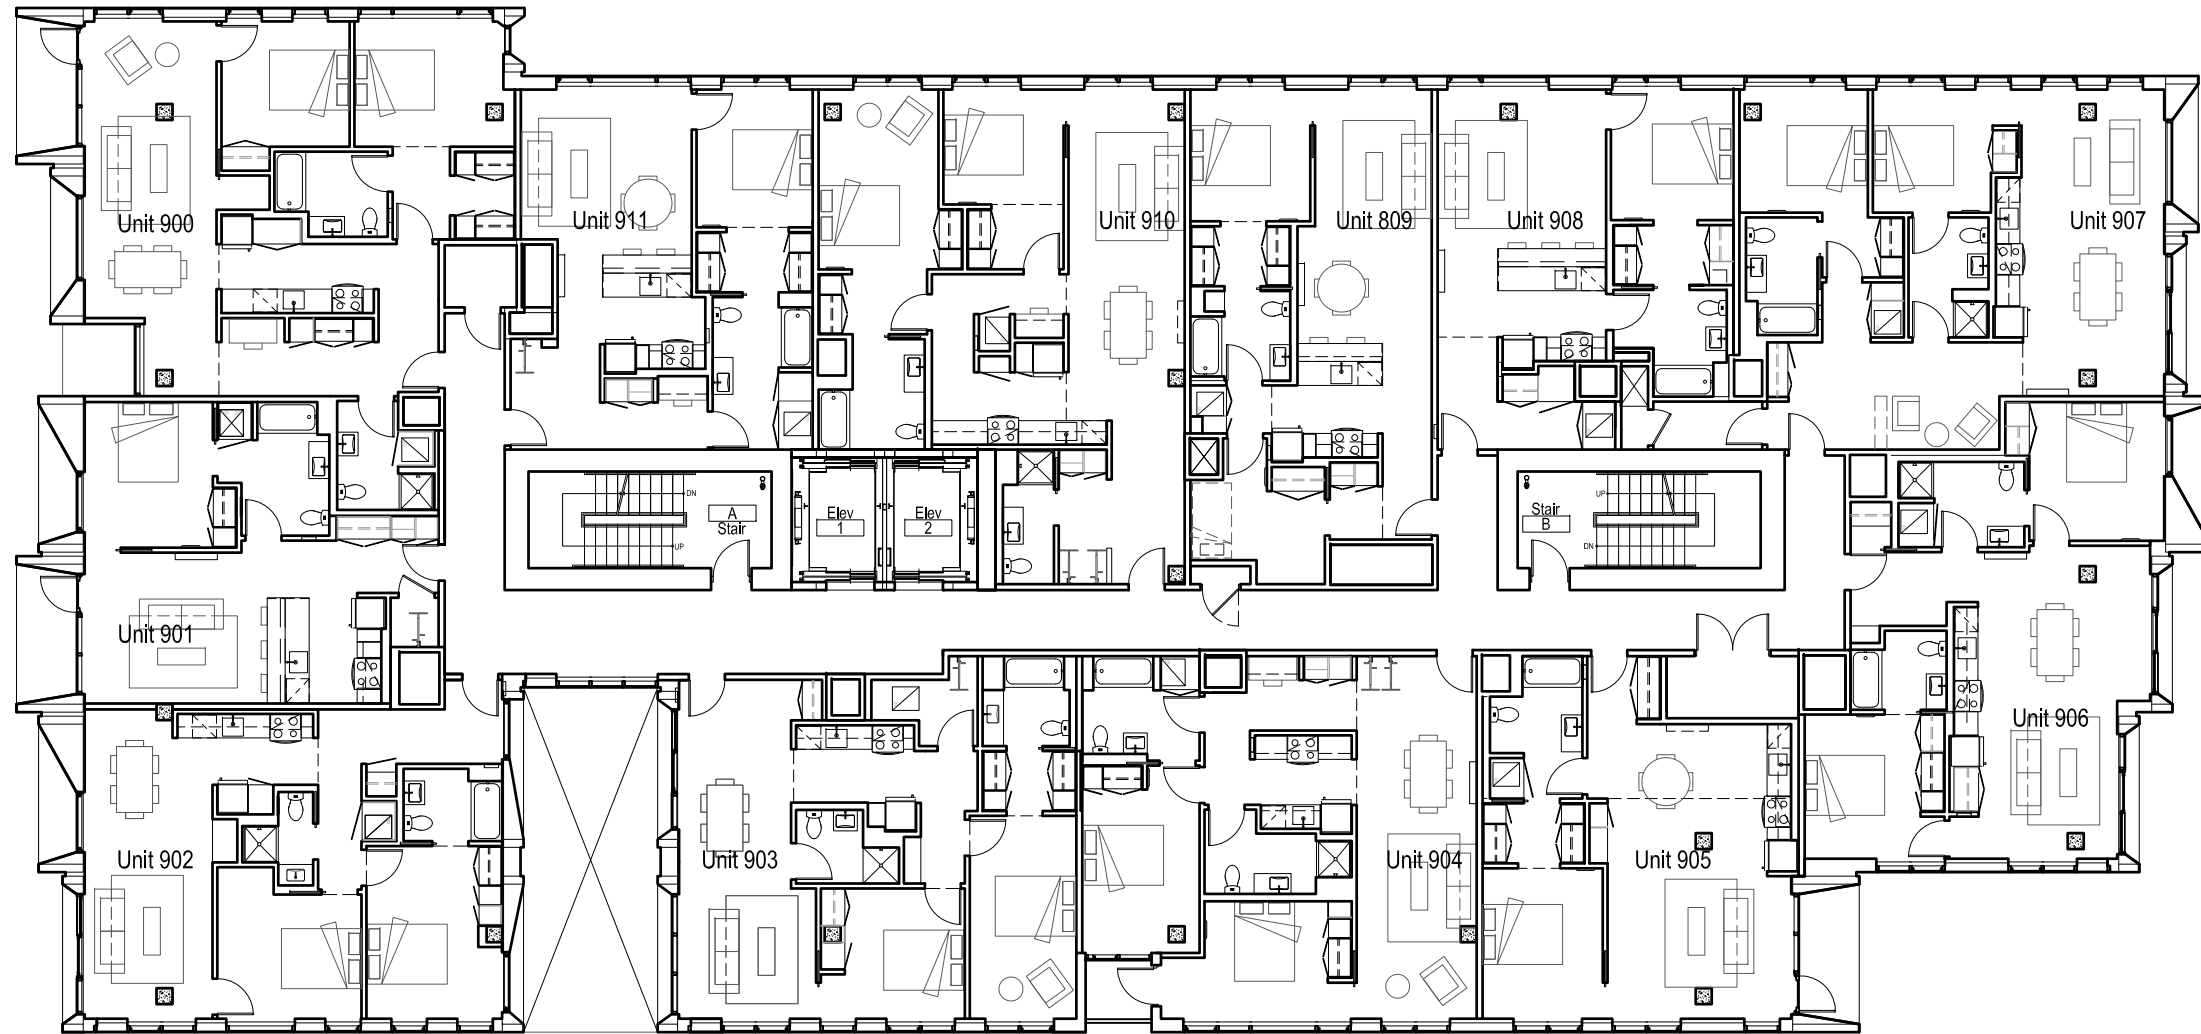 Unit 900
Unit 911
Unit 910
Unit 809
Unit 908
Unit 907
DN
UP
A
Stair
Elev
1
Elev
2
Stair
B
UP
DN
Unit 901
Unit 906
Unit 902
Unit 903
Unit 904
Unit 905